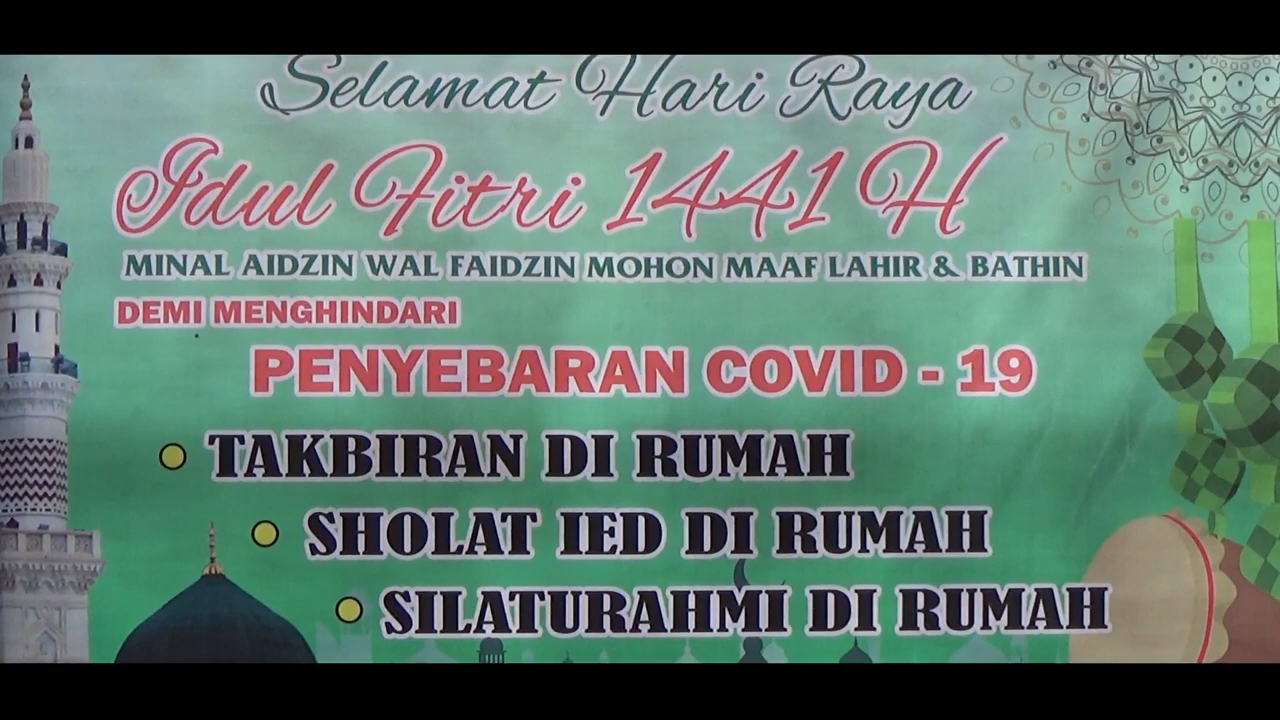 Selamat Hari Raya
Idul Fitri 1441 H
MINAL AIDZIN WAL FAIDZIN MOHON MAAF LAHIR & BATHIN
DEMI MENGHINDARI
PENYEBARAN COVID - 19
TAKBIRAN DI RUMAH
SHOLAT IED DI RUMAH
SILATURAHMI DI RUMAH